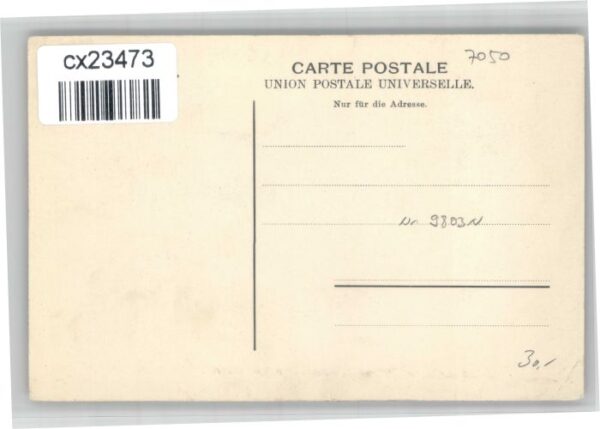 cx23473
7050
CARTE POSTALE
UNION POSTALE UNIVERSELLE.
Nur für die Adresse.
Nr 9803N
30,-